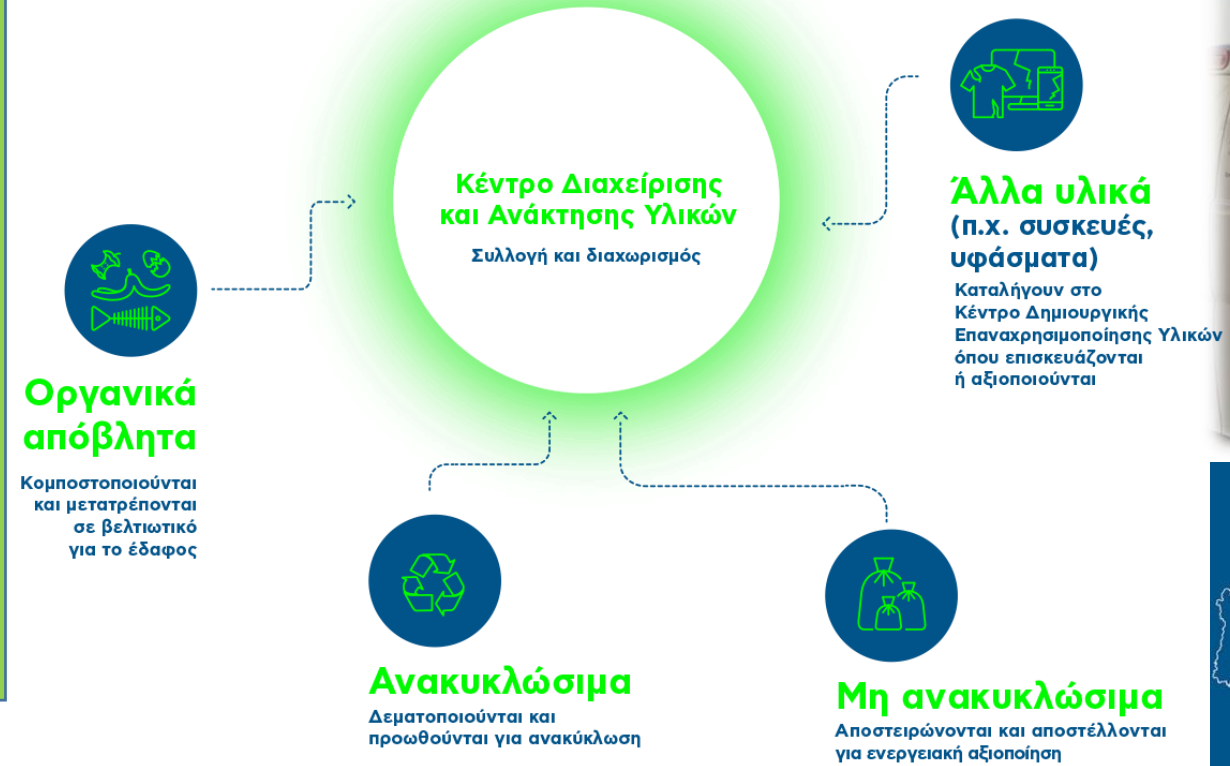 Κέντρο Διαχείρισης
και Ανάκτησης Υλικών
Συλλογή και διαχωρισμός
Άλλα υλικά
(π.χ. συσκευές,
υφάσματα)
Καταλήγουν στο
Κέντρο Δημιουργικής
Επαναχρησιμοποίησης Υλικών
όπου επισκευάζονται
ή αξιοποιούνται
Οργανικά
απόβλητα
Κομποστοποιούνται
και μετατρέπονται
σε βελτιωτικό
για το έδαφος
Ανακυκλώσιμα
Δεματοποιούνται και
προωθούνται για ανακύκλωση
Μη ανακυκλώσιμα
Αποστειρώνονται και αποστέλλονται
για ενεργειακή αξιοποίηση